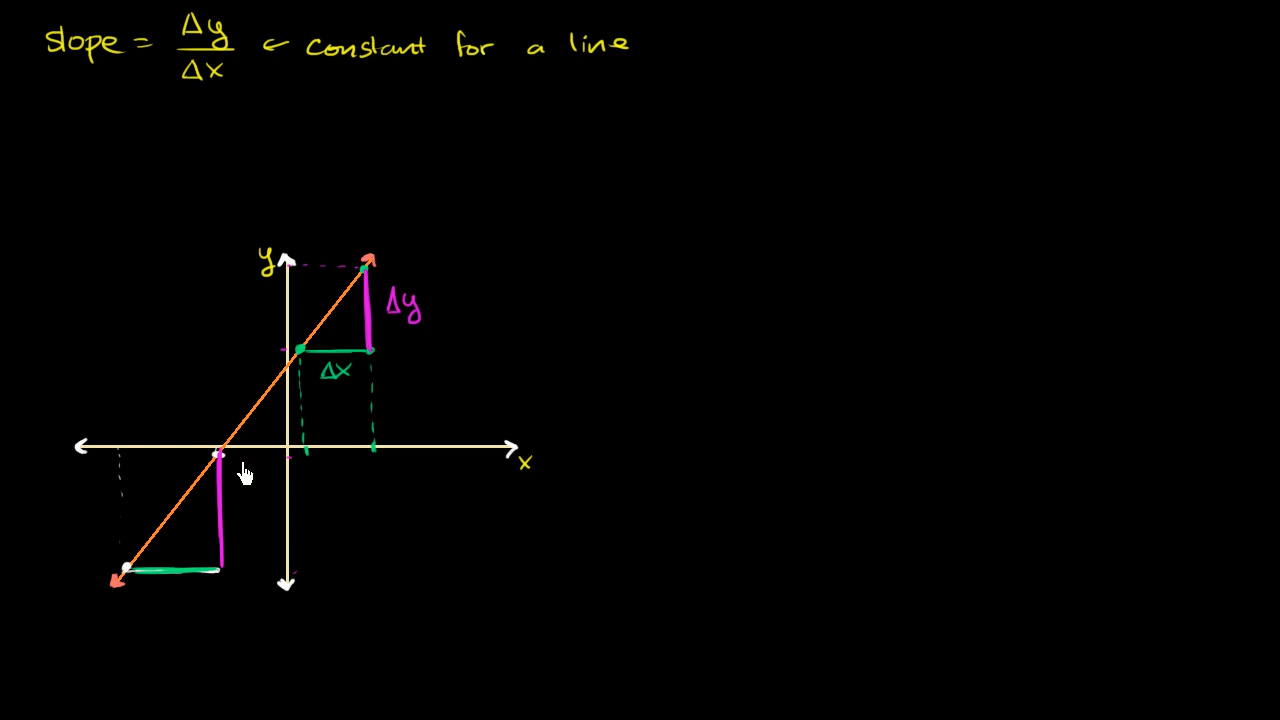 slope = Δy/Δx ← constant for a line
y
Δy
Δx
x